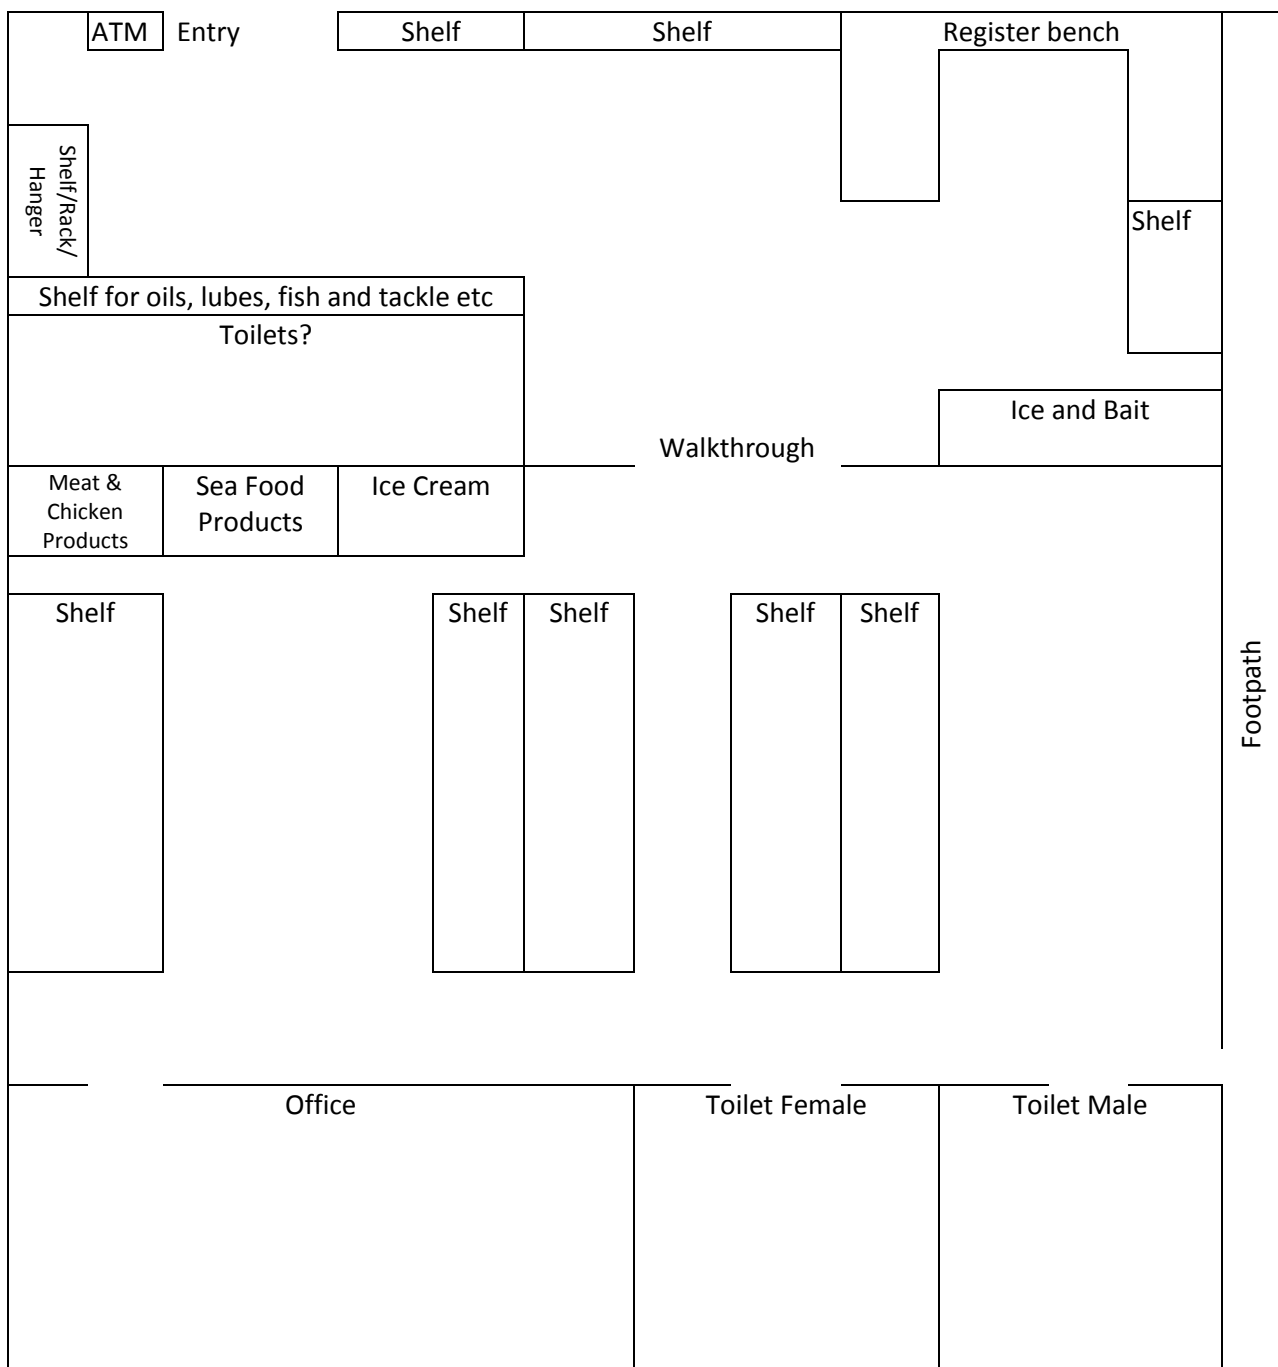 ATM
Entry
Shelf
Shelf
Register bench
Shelf/Rack/
Hanger
Shelf
Shelf for oils, lubes, fish and tackle etc
Toilets?
Ice and Bait
Walkthrough
Meat &
Chicken
Products
Sea Food
Products
Ice Cream
Shelf
Shelf
Shelf
Shelf
Shelf
Footpath
Office
Toilet Female
Toilet Male